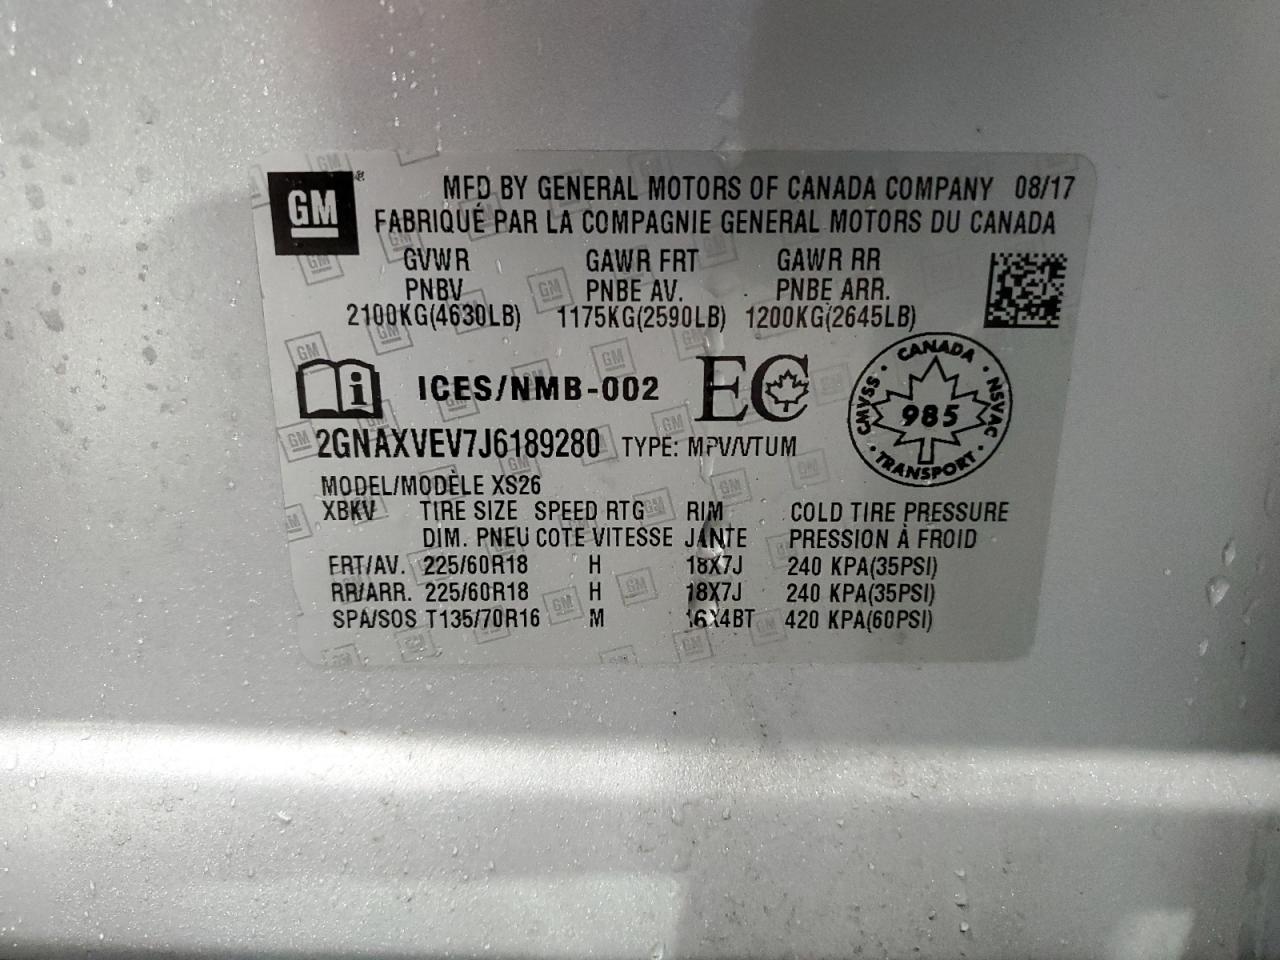 GM ®
MFD BY GENERAL MOTORS OF CANADA COMPANY 08/17
FABRIQUÉ PAR LA COMPAGNIE GENERAL MOTORS DU CANADA
GVWR GAWR FRT GAWR RR
PNBV PNBE AV. PNBE ARR.
2100KG(4630LB) 1175KG(2590LB) 1200KG(2645LB)
ICES/NMB-002 EC
CANADA
CMVSS 985 NSVAC
TRANSPORT
2GNAXVEV7J6189280 TYPE: MPV/VTUM
MODEL/MODÈLE XS26
XBKV TIRE SIZE SPEED RTG RIM COLD TIRE PRESSURE
DIM. PNEU COTE VITESSE JANTE PRESSION À FROID
FRT/AV. 225/60R18 H 18X7J 240 KPA(35PSI)
RR/ARR. 225/60R18 H 18X7J 240 KPA(35PSI)
SPA/SOS T135/70R16 M 16X4BT 420 KPA(60PSI)